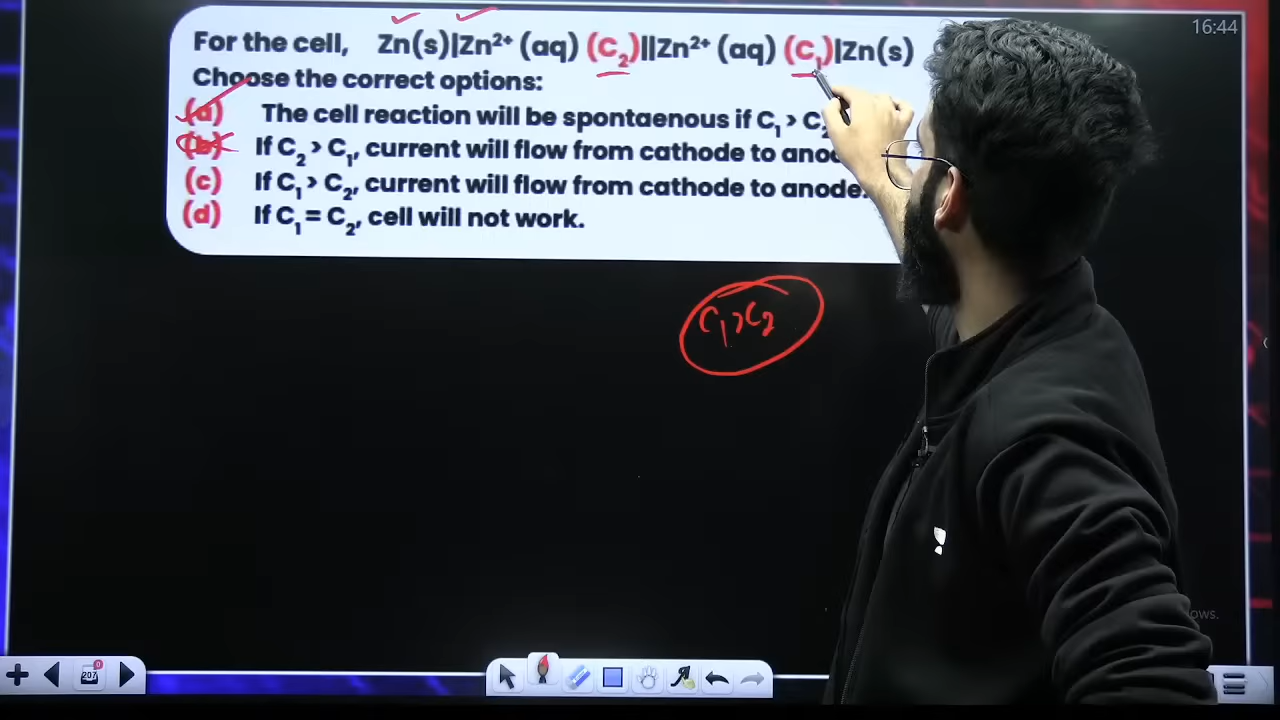 16:44
For the cell, Zn(s)|Zn²⁺ (aq) (C₂)||Zn²⁺ (aq) (C₁)|Zn(s)
Choose the correct options:
(a) The cell reaction will be spontaenous if C₁ > C₂
(b) If C₂ > C₁, current will flow from cathode to
(c) If C₁ > C₂, current will flow from cathode to anode.
(d) If C₁ = C₂, cell will not work.
C₁>C₂
ows.
207